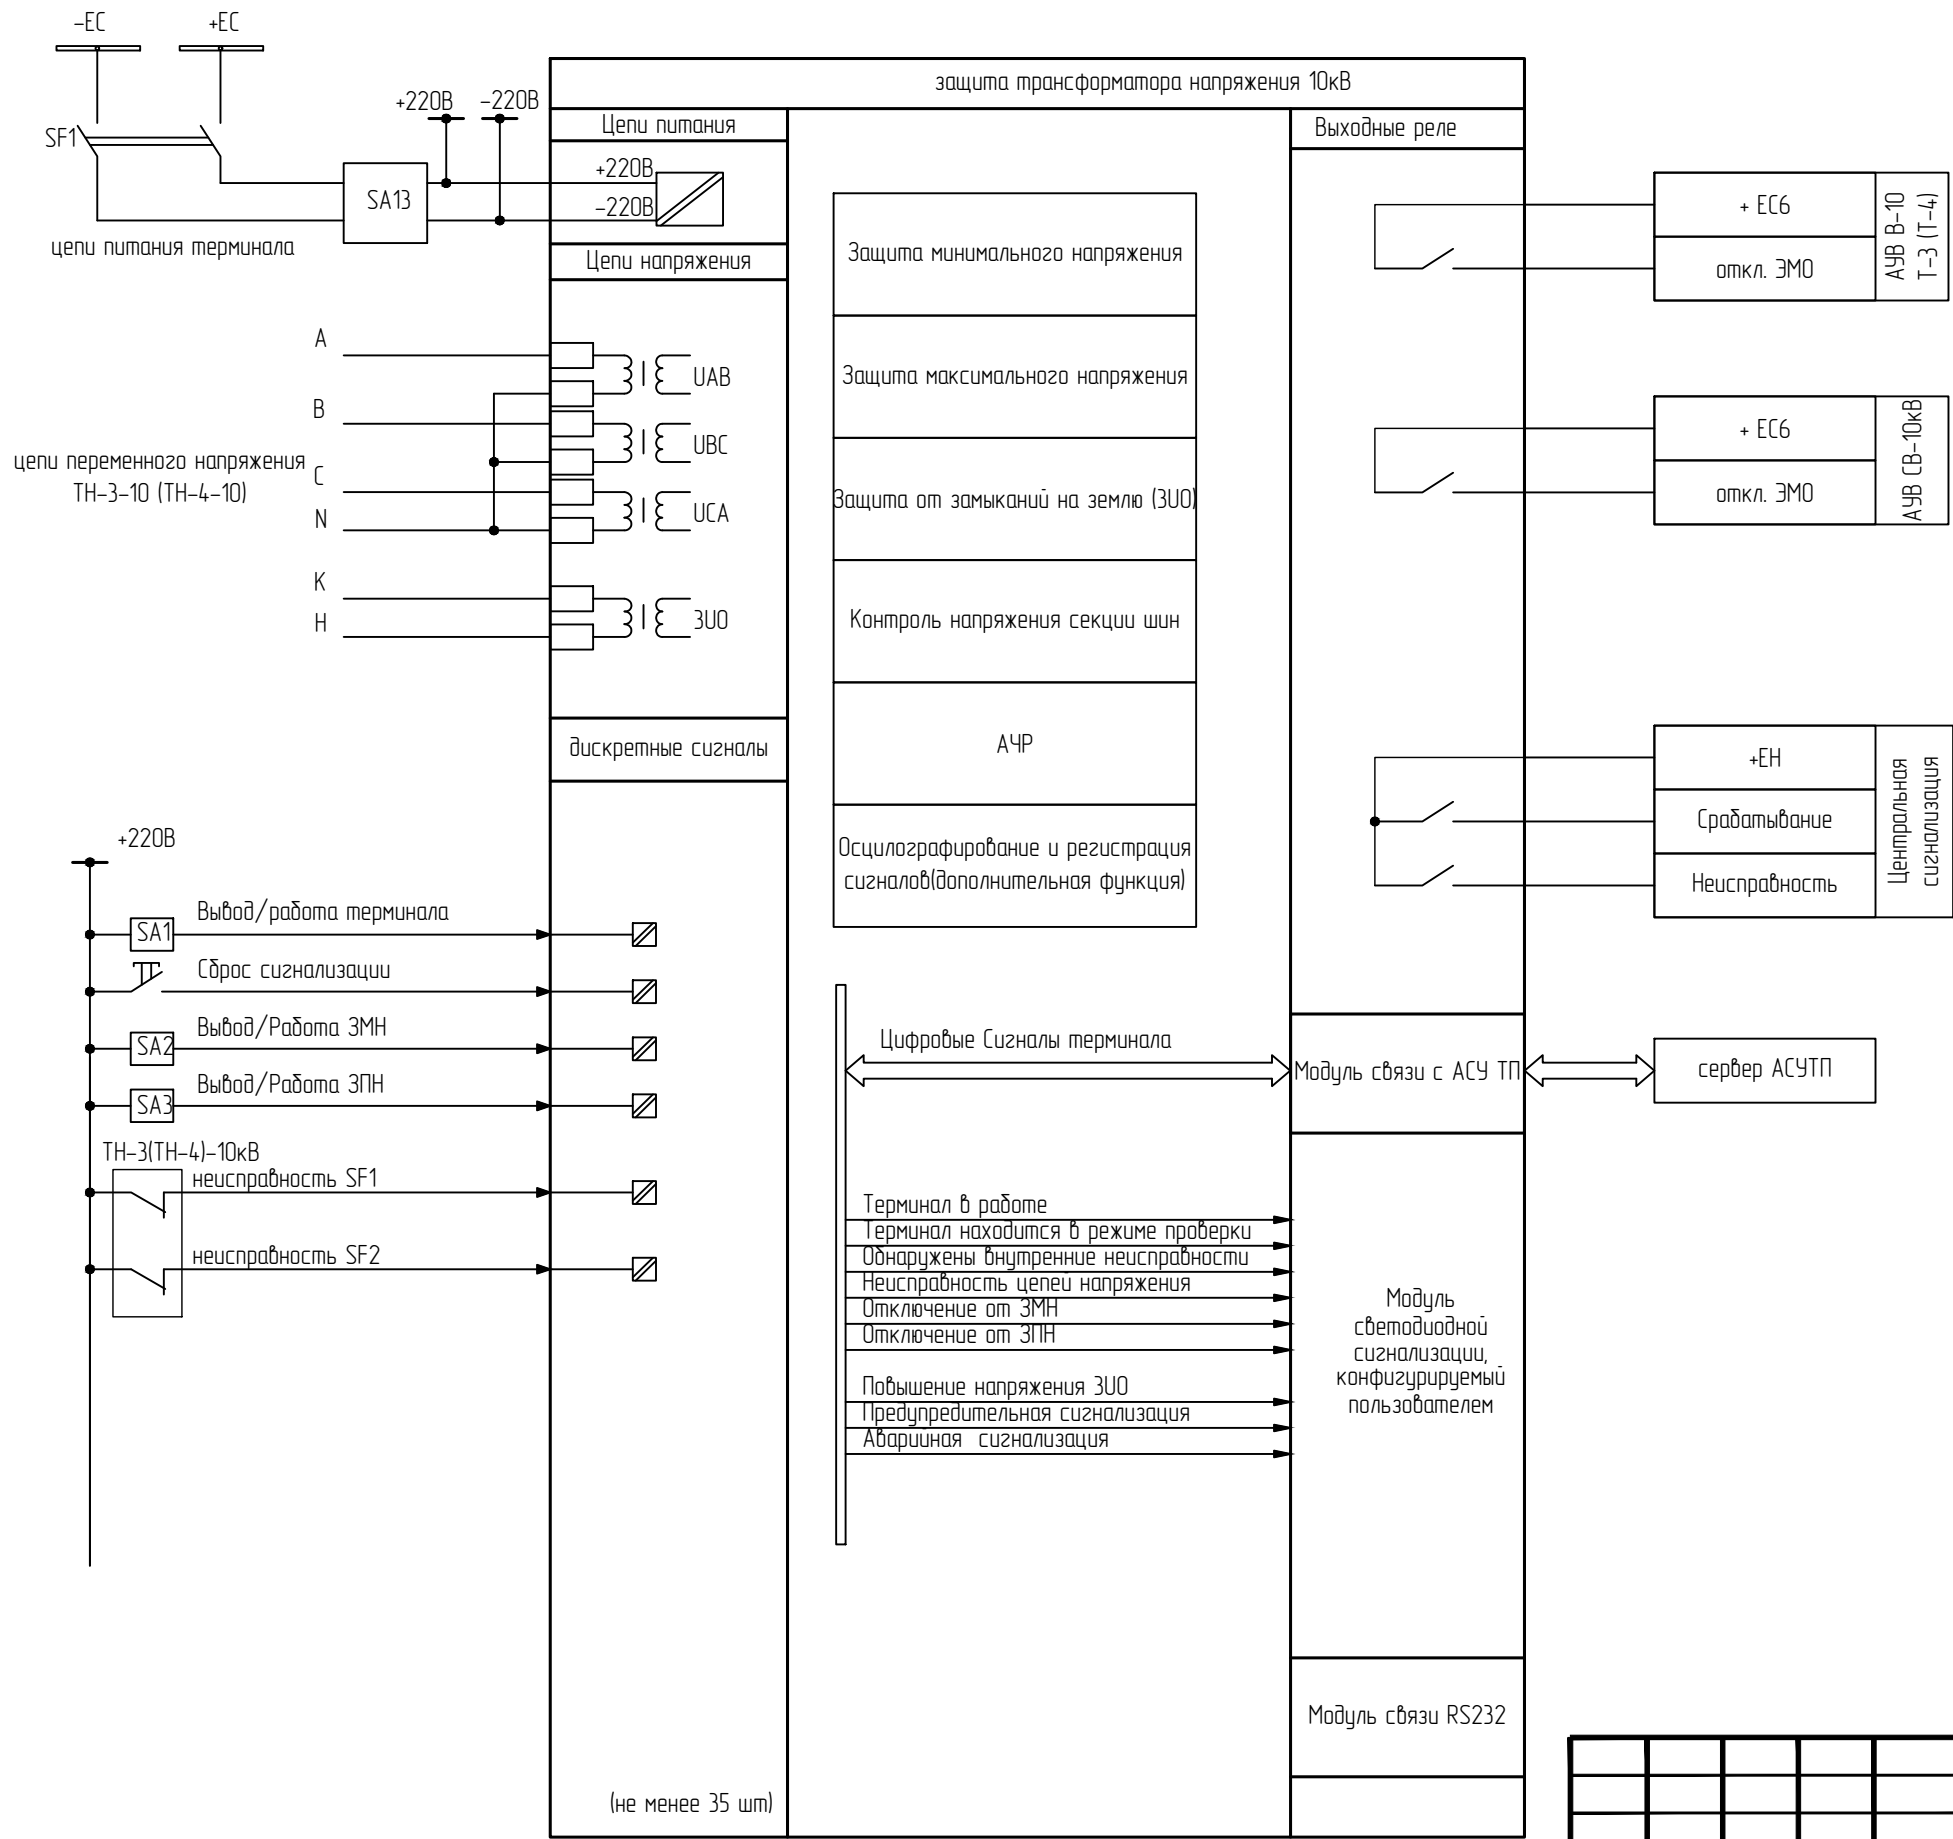 -ЕС
+ЕС
SF1
+220В
-220В
SA13
цепи питания терминала
защита трансформатора напряжения 10кВ
Цепи питания
+220В
-220В
Цепи напряжения
A
B
цепи переменного напряжения
ТН-3-10 (ТН-4-10)
C
N
K
H
UAB
UBC
UCA
3UO
дискретные сигналы
+220В
SA1
Вывод/работа терминала
Сброс сигнализации
SA2
Вывод/Работа ЗМН
SA3
Вывод/Работа ЗПН
ТН-3(ТН-4)-10кВ
неисправность SF1
неисправность SF2
(не менее 35 шт)
Защита минимального напряжения
Защита максимального напряжения
Защита от замыканий на землю (3UO)
Контроль напряжения секции шин
АЧР
Осцилографирование и регистрация
сигналов(дополнительная функция)
Цифровые Сигналы терминала
Терминал в работе
Терминал находится в режиме проверки
Обнаружены внутренние неисправности
Неисправность цепей напряжения
Отключение от ЗМН
Отключение от ЗПН
Повышение напряжения 3UO
Предупредительная сигнализация
Аварийная сигнализация
Выходные реле
Модуль связи с АСУ ТП
Модуль
светодиодной
сигнализации,
конфигурируемый
пользователем
Модуль связи RS232
+ ЕС6
откл. ЭМО
АУВ В-10
Т-3 (Т-4)
+ ЕС6
откл. ЭМО
АУВ СВ-10кВ
+ЕН
Срабатывание
Неисправность
Центральная
сигнализация
сервер АСУТП